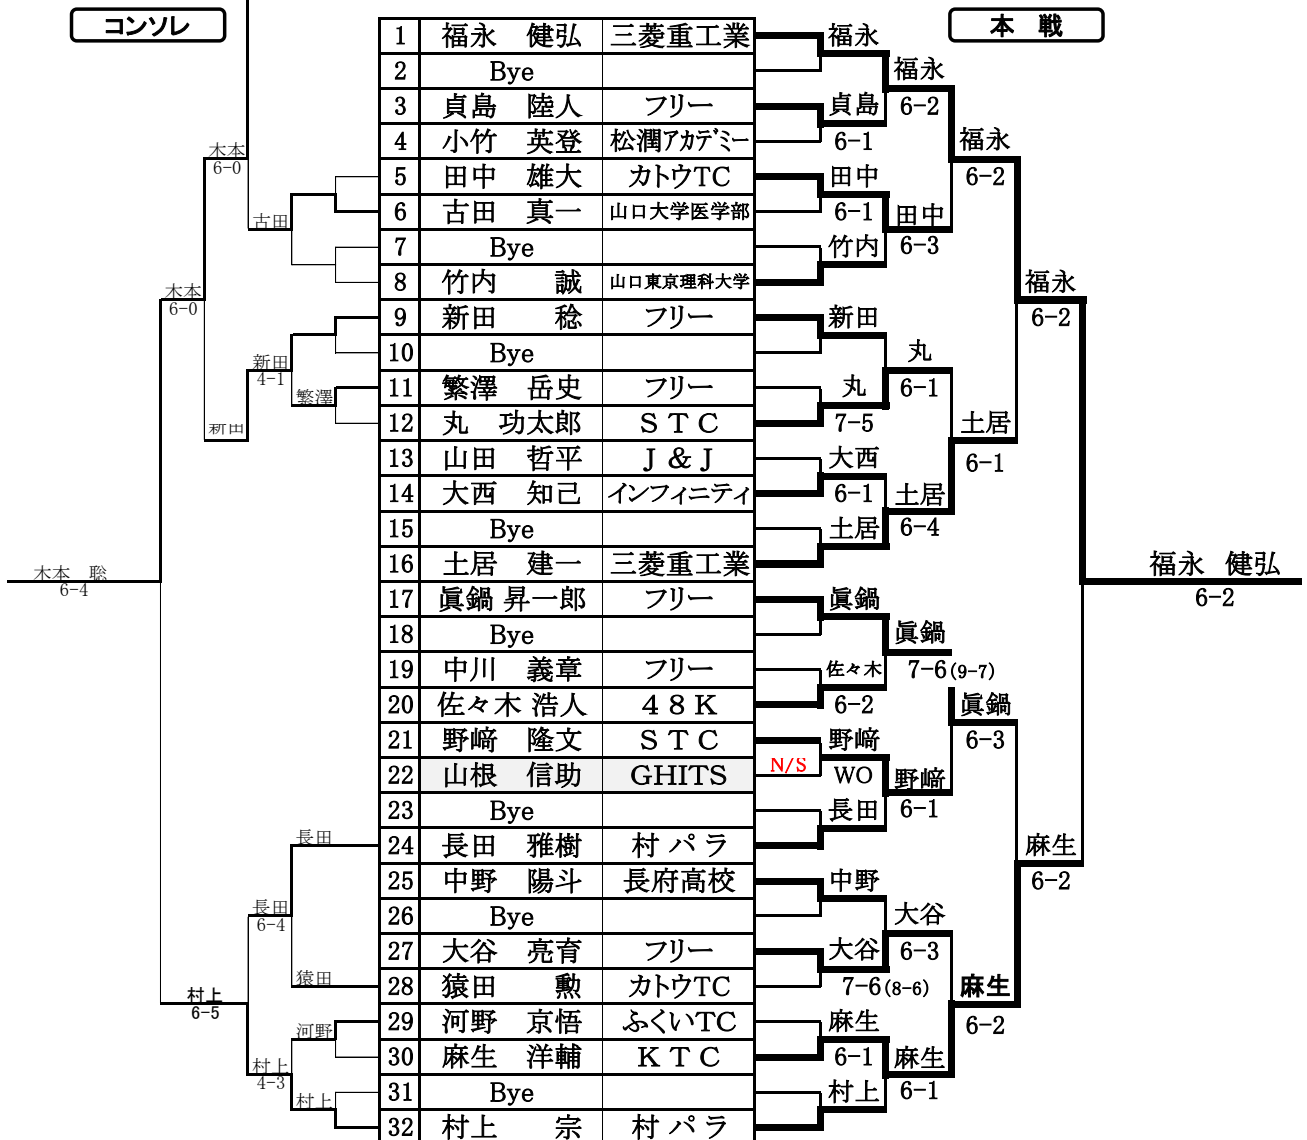 コンソレ
本　戦
1 福永　健弘 三菱重工業
2 Bye
3 貞島　陸人 フリー
4 小竹　英登 松潤アカデミー
5 田中　雄大 カトウTC
6 古田　真一 山口大学医学部
7 Bye
8 竹内　　誠 山口東京理科大学
9 新田　　稔 フリー
10 Bye
11 繁澤　岳史 フリー
12 丸　功太郎 STC
13 山田　哲平 J&J
14 大西　知己 インフィニティ
15 Bye
16 土居　建一 三菱重工業
17 眞鍋 昇一郎 フリー
18 Bye
19 中川　義章 フリー
20 佐々木 浩人 48K
21 野﨑　隆文 STC
22 山根　信助 GHITS
23 Bye
24 長田　雅樹 村パラ
25 中野　陽斗 長府高校
26 Bye
27 大谷　亮育 フリー
28 猿田　　勲 カトウTC
29 河野　京悟 ふくいTC
30 麻生　洋輔 KTC
31 Bye
32 村上　　宗 村パラ
福永
貞島
6-1
田中
6-1
竹内
新田
丸
7-5
大西
6-1
土居
眞鍋
佐々木
6-2
野﨑
N/S
WO
長田
中野
大谷
7-6(8-6)
麻生
6-1
村上
福永
6-2
田中
6-3
丸
6-1
土居
6-4
眞鍋
7-6(9-7)
野﨑
6-1
大谷
6-3
麻生
6-1
福永
6-2
土居
6-1
眞鍋
6-3
麻生
6-2
福永
6-2
麻生
6-2
福永　健弘
6-2
木本
6-0
古田
木本
6-0
新田
4-1
繁澤
新田
木本　聡
6-4
長田
長田
6-4
猿田
村上
6-5
河野
村上
4-3
村上